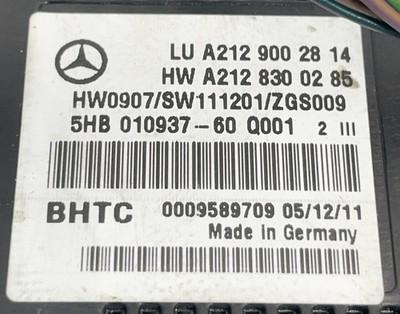 LU A212 900 28 14
HW A212 830 02 85
HW0907/SW111201/ZGS009
5HB 010937-60 Q001 2 III
BHTC 0009589709 05/12/11
Made in Germany